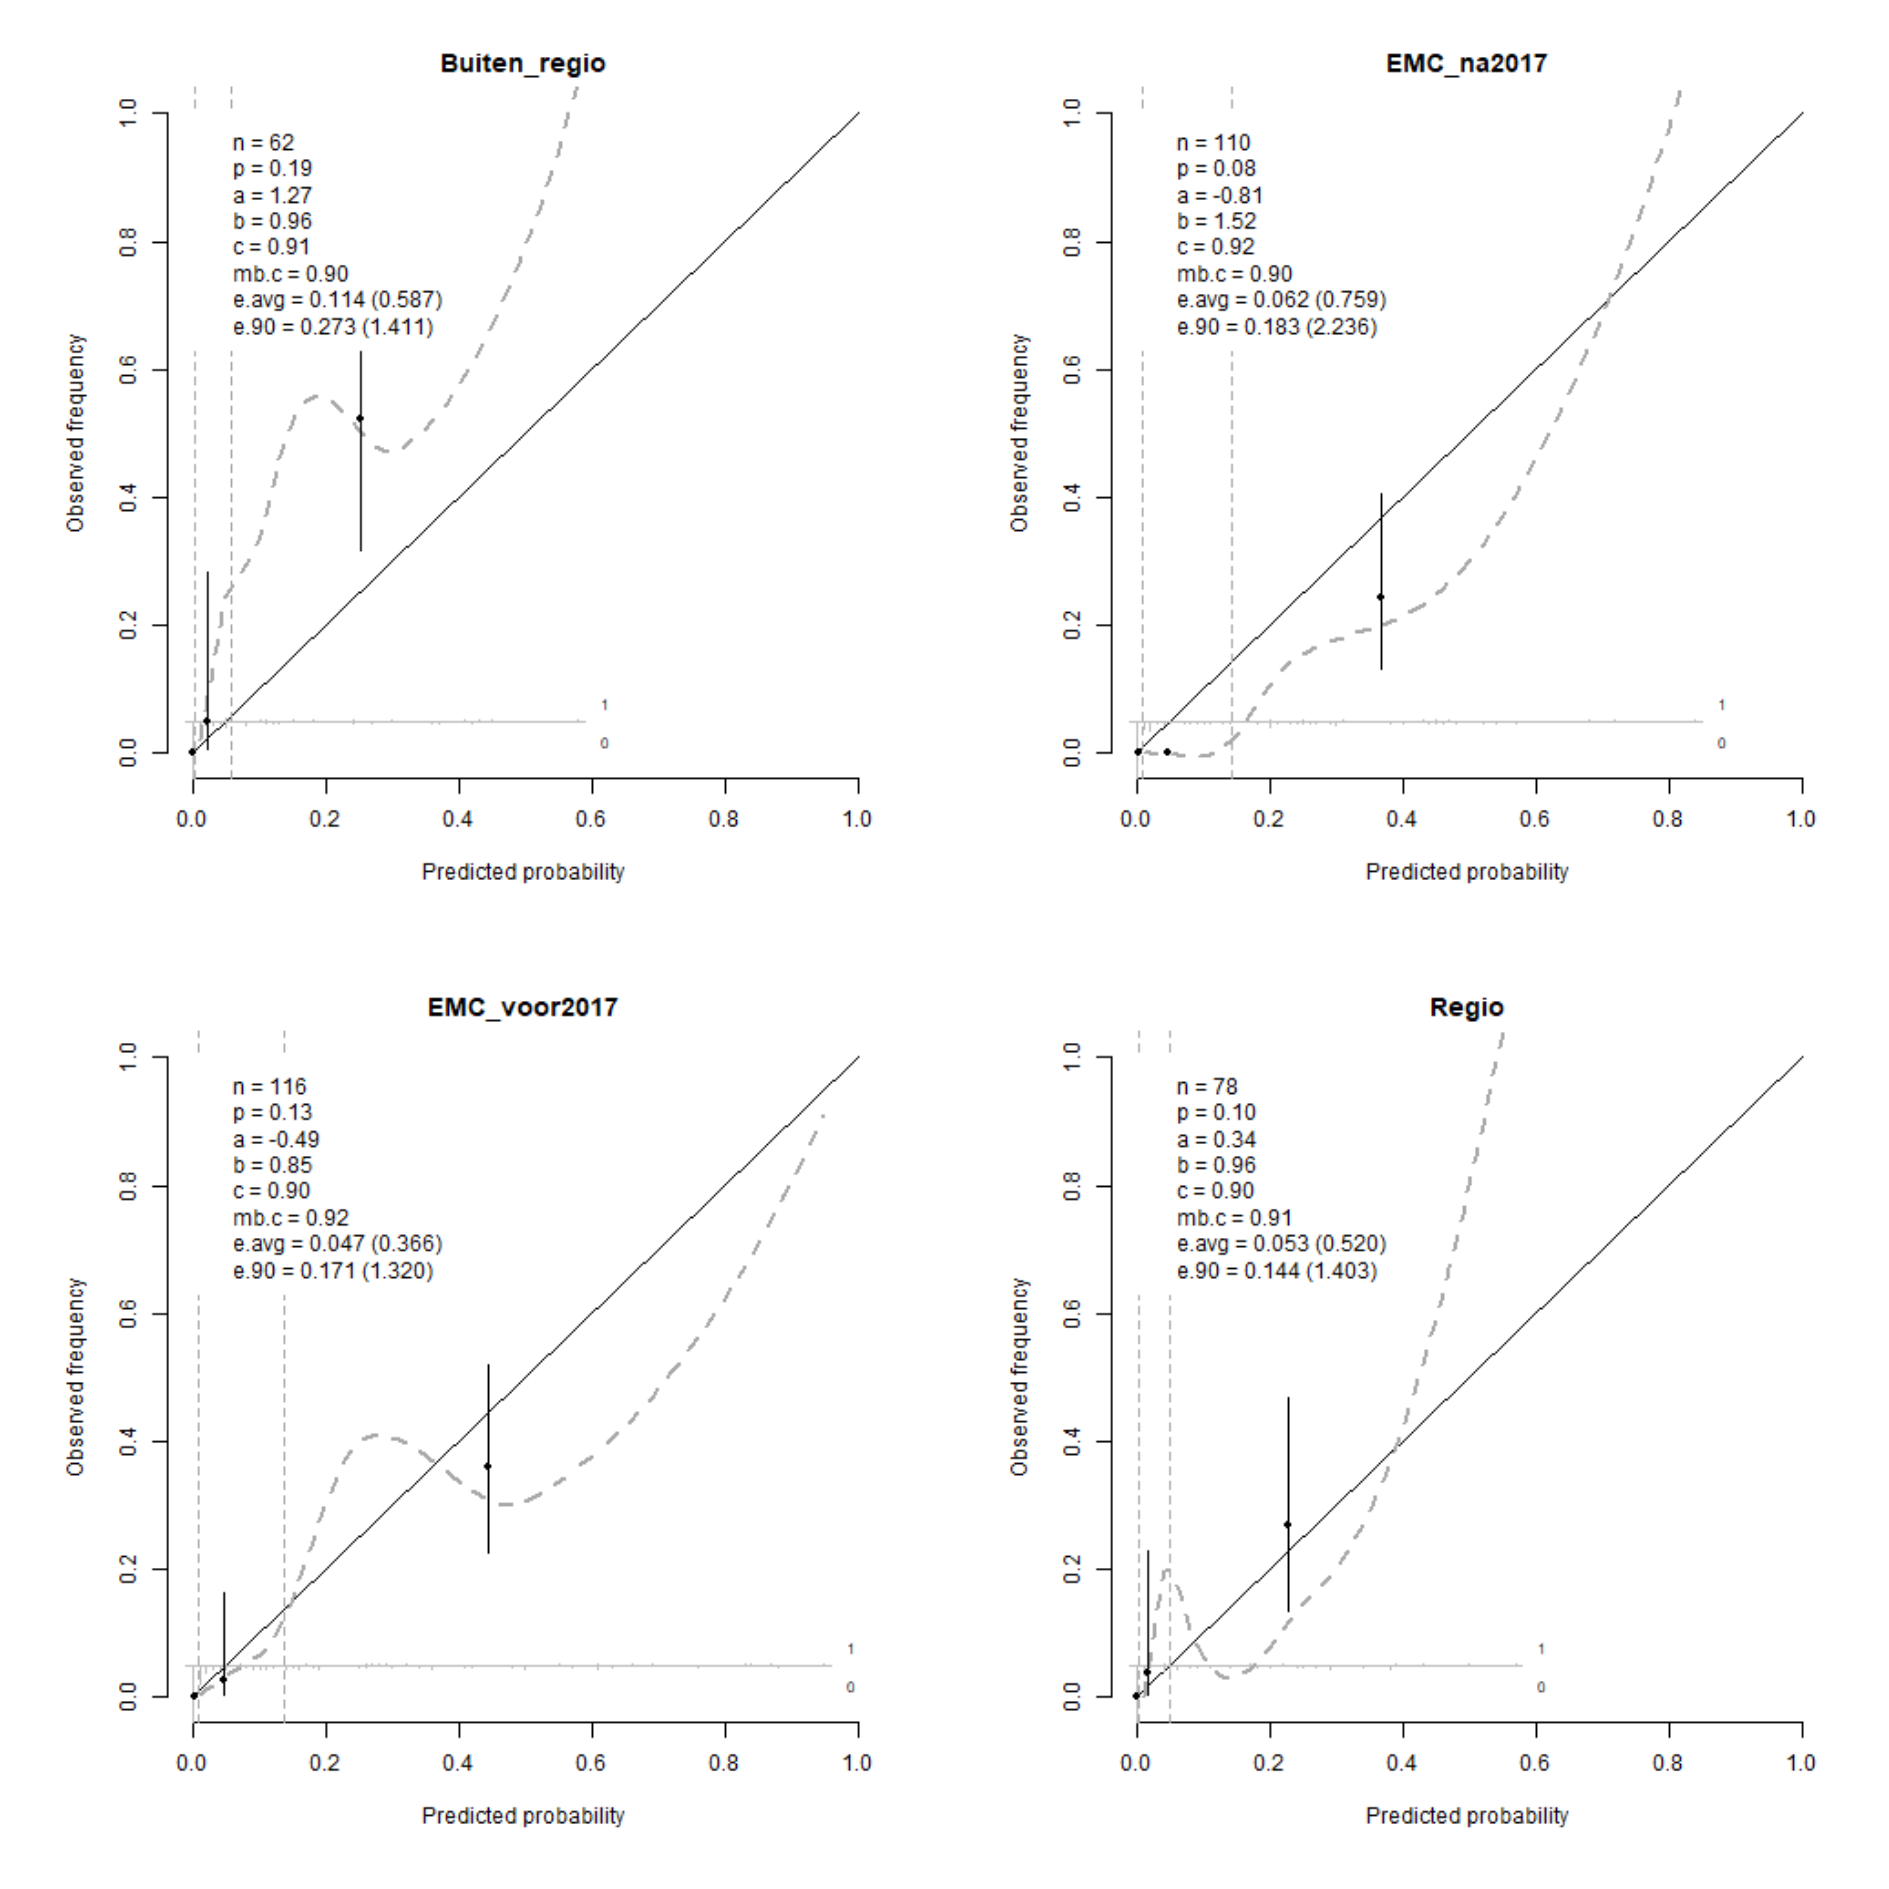 Buiten_regio
n = 62
p = 0.19
a = 1.27
b = 0.96
c = 0.91
mb.c = 0.90
e.avg = 0.114 (0.587)
e.90 = 0.273 (1.411)
Observed frequency
0.0 0.2 0.4 0.6 0.8 1.0
1
0
0.0 0.2 0.4 0.6 0.8 1.0
Predicted probability
EMC_na2017
n = 110
p = 0.08
a = -0.81
b = 1.52
c = 0.92
mb.c = 0.90
e.avg = 0.062 (0.759)
e.90 = 0.183 (2.236)
Observed frequency
0.0 0.2 0.4 0.6 0.8 1.0
1
0
0.0 0.2 0.4 0.6 0.8 1.0
Predicted probability
EMC_voor2017
n = 116
p = 0.13
a = -0.49
b = 0.85
c = 0.90
mb.c = 0.92
e.avg = 0.047 (0.366)
e.90 = 0.171 (1.320)
Observed frequency
0.0 0.2 0.4 0.6 0.8 1.0
1
0
0.0 0.2 0.4 0.6 0.8 1.0
Predicted probability
Regio
n = 78
p = 0.10
a = 0.34
b = 0.96
c = 0.90
mb.c = 0.91
e.avg = 0.053 (0.520)
e.90 = 0.144 (1.403)
Observed frequency
0.0 0.2 0.4 0.6 0.8 1.0
1
0
0.0 0.2 0.4 0.6 0.8 1.0
Predicted probability